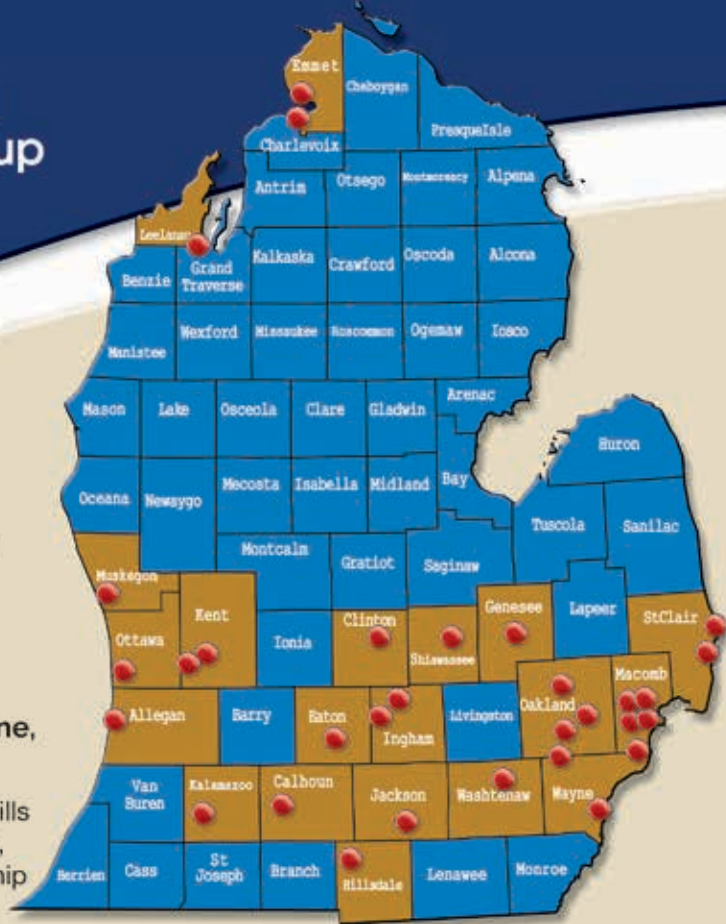 up
Emmet
Cheboygan
PresqueIsle
Charlevoix
Antrim
Otsego
Montmorency
Alpena
Leelanau
Benzie
Grand
Traverse
Kalkaska
Crawford
Oscoda
Alcona
Manistee
Wexford
Missaukee
Roscommon
Ogemaw
Iosco
Mason
Lake
Osceola
Clare
Gladwin
Arenac
Huron
Oceana
Newaygo
Mecosta
Isabella
Midland
Bay
Tuscola
Sanilac
Montcalm
Gratiot
Saginaw
Muskegon
Ottawa
Kent
Ionia
Clinton
Shiawassee
Genesee
Lapeer
StClair
Allegan
Barry
Eaton
Ingham
Livingston
Oakland
Macomb
ne,
ills
,
hip
Van
Buren
Kalamazoo
Calhoun
Jackson
Washtenaw
Wayne
Berrien
Cass
St
Joseph
Branch
Hillsdale
Lenawee
Monroe